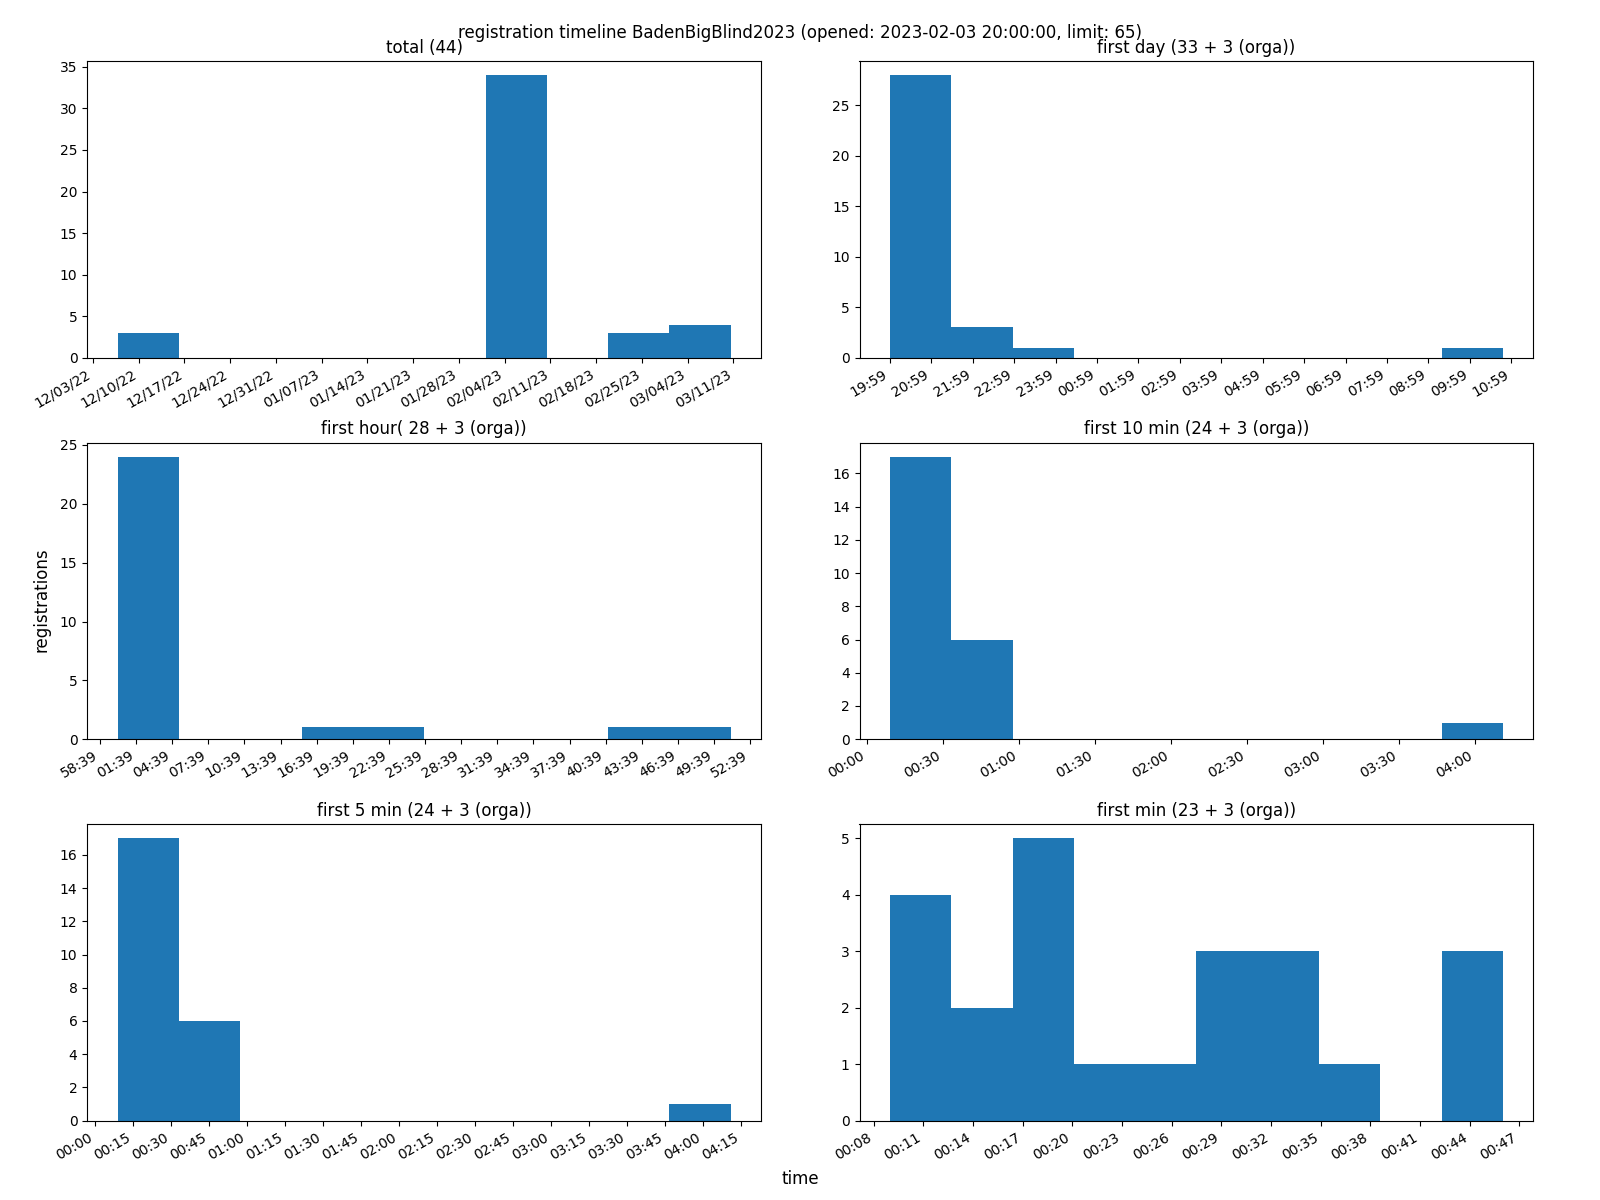 registration timeline BadenBigBlind2023 (opened: 2023-02-03 20:00:00, limit: 65)
total (44)
35
30
25
20
15
10
5
0
12/03/22 12/10/22 12/17/22 12/24/22 12/31/22 01/07/23 01/14/23 01/21/23 01/28/23 02/04/23 02/11/23 02/18/23 02/25/23 03/04/23 03/11/23
first day (33 + 3 (orga))
25
20
15
10
5
0
19:59 20:59 21:59 22:59 23:59 00:59 01:59 02:59 03:59 04:59 05:59 06:59 07:59 08:59 09:59 10:59
registrations
first hour( 28 + 3 (orga))
25
20
15
10
5
0
58:39 01:39 04:39 07:39 10:39 13:39 16:39 19:39 22:39 25:39 28:39 31:39 34:39 37:39 40:39 43:39 46:39 49:39 52:39
first 10 min (24 + 3 (orga))
16
14
12
10
8
6
4
2
0
00:00 00:30 01:00 01:30 02:00 02:30 03:00 03:30 04:00
first 5 min (24 + 3 (orga))
16
14
12
10
8
6
4
2
0
00:00 00:15 00:30 00:45 01:00 01:15 01:30 01:45 02:00 02:15 02:30 02:45 03:00 03:15 03:30 03:45 04:00 04:15
first min (23 + 3 (orga))
5
4
3
2
1
0
00:08 00:11 00:14 00:17 00:20 00:23 00:26 00:29 00:32 00:35 00:38 00:41 00:44 00:47
time